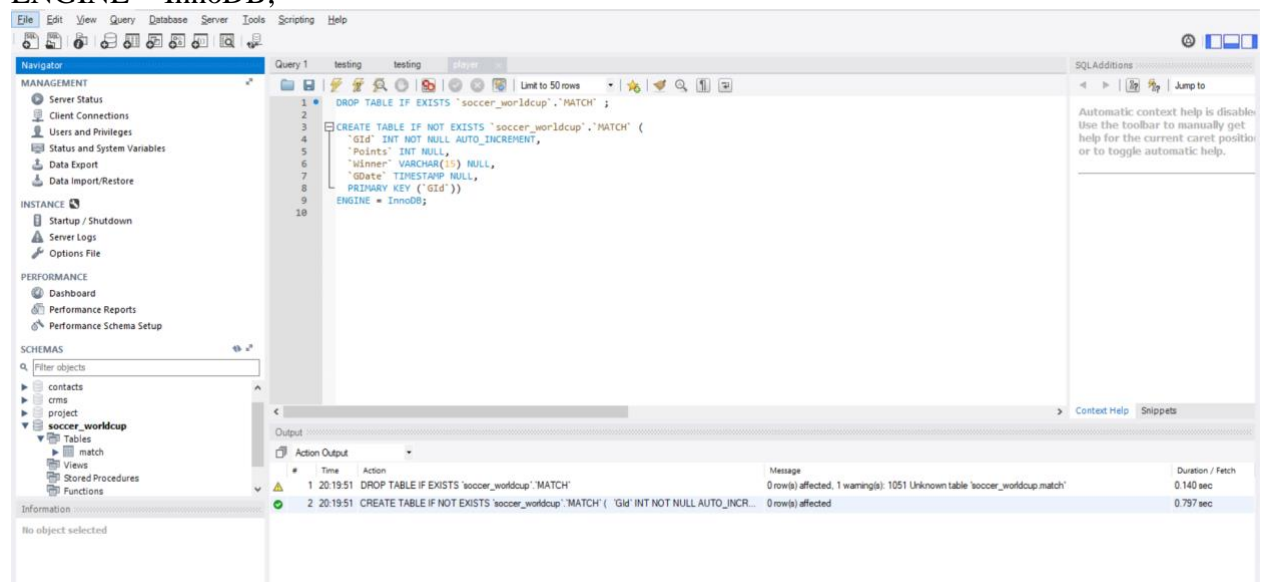 ENGINE = InnoDB;
File Edit View Query Database Server Tools Scripting Help
Navigator
MANAGEMENT
Server Status
Client Connections
Users and Privileges
Status and System Variables
Data Export
Data Import/Restore
INSTANCE
Startup / Shutdown
Server Logs
Options File
PERFORMANCE
Dashboard
Performance Reports
Performance Schema Setup
SCHEMAS
Filter objects
contacts
crms
project
soccer_worldcup
Tables
match
Views
Stored Procedures
Functions
Information
No object selected
Query 1 testing testing player
Limit to 50 rows
1 DROP TABLE IF EXISTS `soccer_worldcup`.`MATCH` ;
2
3 CREATE TABLE IF NOT EXISTS `soccer_worldcup`.`MATCH` (
4 `GId` INT NOT NULL AUTO_INCREMENT,
5 `Points` INT NULL,
6 `Winner` VARCHAR(15) NULL,
7 `GDate` TIMESTAMP NULL,
8 PRIMARY KEY (`GId`))
9 ENGINE = InnoDB;
10
SQLAdditions
Jump to
Automatic context help is disabled
Use the toolbar to manually get
help for the current caret position
or to toggle automatic help.
Context Help Snippets
Output
Action Output
# Time Action Message Duration / Fetch
1 20:19:51 DROP TABLE IF EXISTS `soccer_worldcup`.`MATCH` 0 row(s) affected, 1 warning(s): 1051 Unknown table 'soccer_worldcup.match' 0.140 sec
2 20:19:51 CREATE TABLE IF NOT EXISTS `soccer_worldcup`.`MATCH` ( `GId` INT NOT NULL AUTO_INCR... 0 row(s) affected 0.797 sec